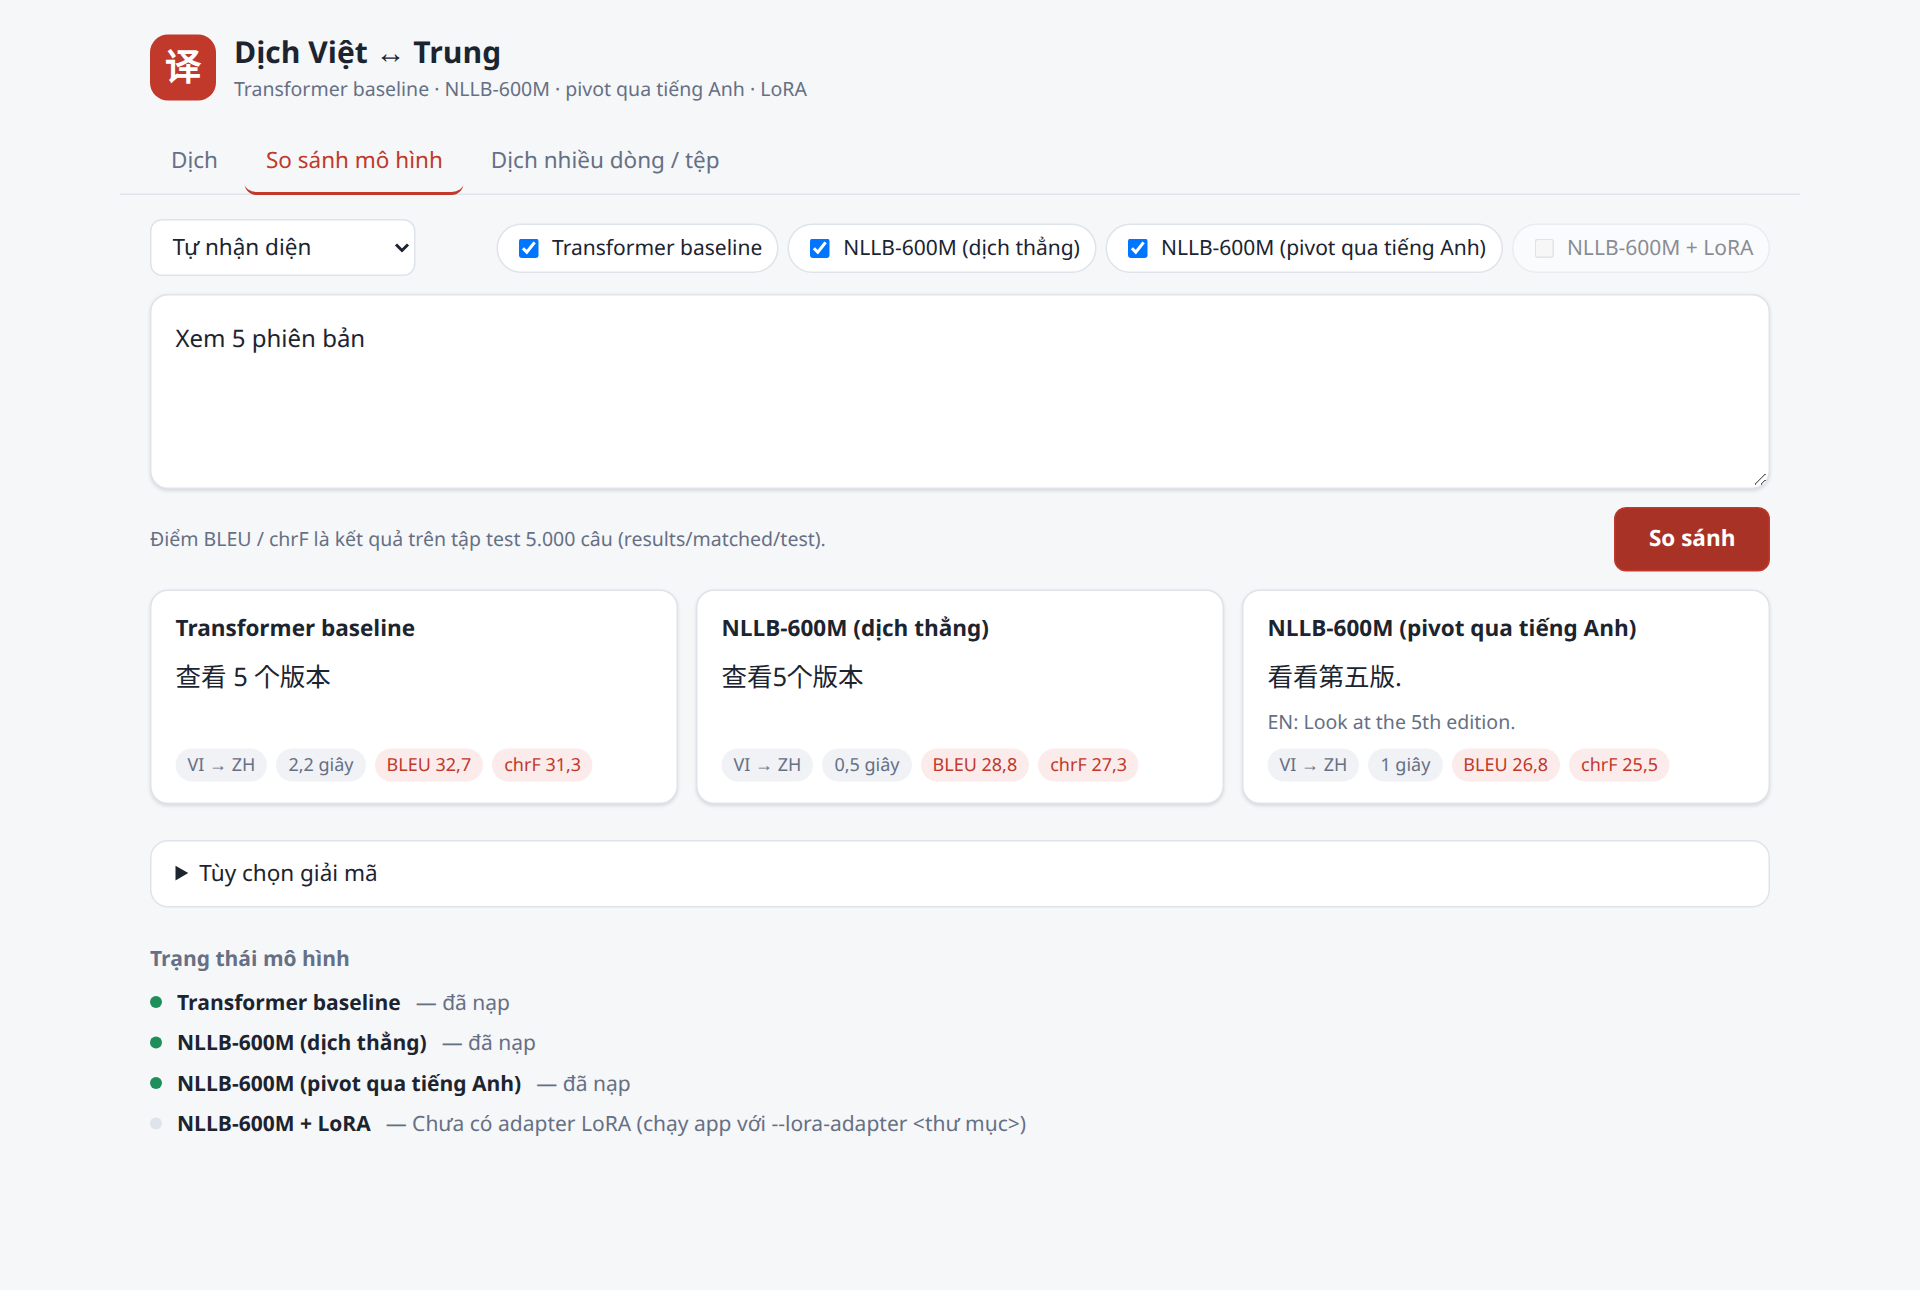 译
Dịch Việt ↔ Trung
Transformer baseline · NLLB-600M · pivot qua tiếng Anh · LoRA
Dịch So sánh mô hình Dịch nhiều dòng / tệp
Tự nhận diện Transformer baseline NLLB-600M (dịch thẳng) NLLB-600M (pivot qua tiếng Anh) NLLB-600M + LoRA
Xem 5 phiên bản
Điểm BLEU / chrF là kết quả trên tập test 5.000 câu (results/matched/test).
So sánh
Transformer baseline
查看 5 个版本
VI → ZH 2,2 giây BLEU 32,7 chrF 31,3
NLLB-600M (dịch thẳng)
查看5个版本
VI → ZH 0,5 giây BLEU 28,8 chrF 27,3
NLLB-600M (pivot qua tiếng Anh)
看看第五版.
EN: Look at the 5th edition.
VI → ZH 1 giây BLEU 26,8 chrF 25,5
▶ Tùy chọn giải mã
Trạng thái mô hình
Transformer baseline — đã nạp
NLLB-600M (dịch thẳng) — đã nạp
NLLB-600M (pivot qua tiếng Anh) — đã nạp
NLLB-600M + LoRA — Chưa có adapter LoRA (chạy app với --lora-adapter <thư mục>)